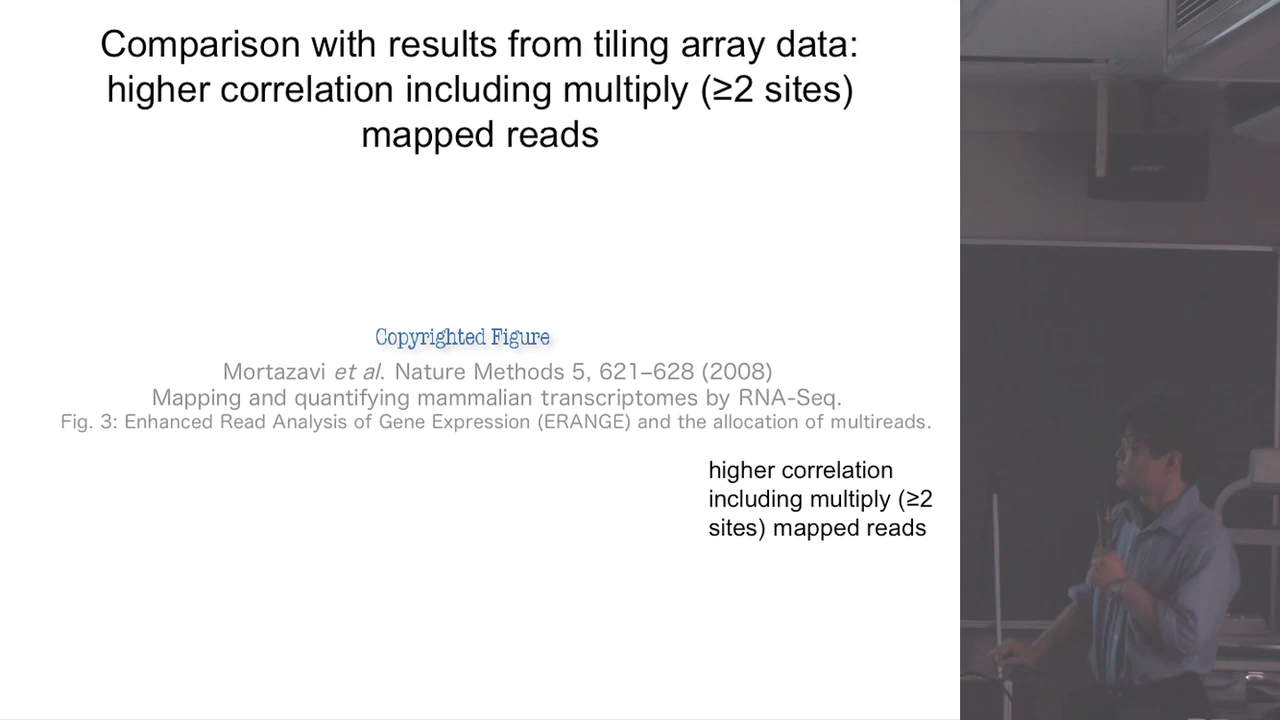 Comparison with results from tiling array data:
higher correlation including multiply (≥2 sites)
mapped reads
Copyrighted Figure
Mortazavi et al. Nature Methods 5, 621–628 (2008)
Mapping and quantifying mammalian transcriptomes by RNA-Seq.
Fig. 3: Enhanced Read Analysis of Gene Expression (ERANGE) and the allocation of multireads.
higher correlation
including multiply (≥2
sites) mapped reads